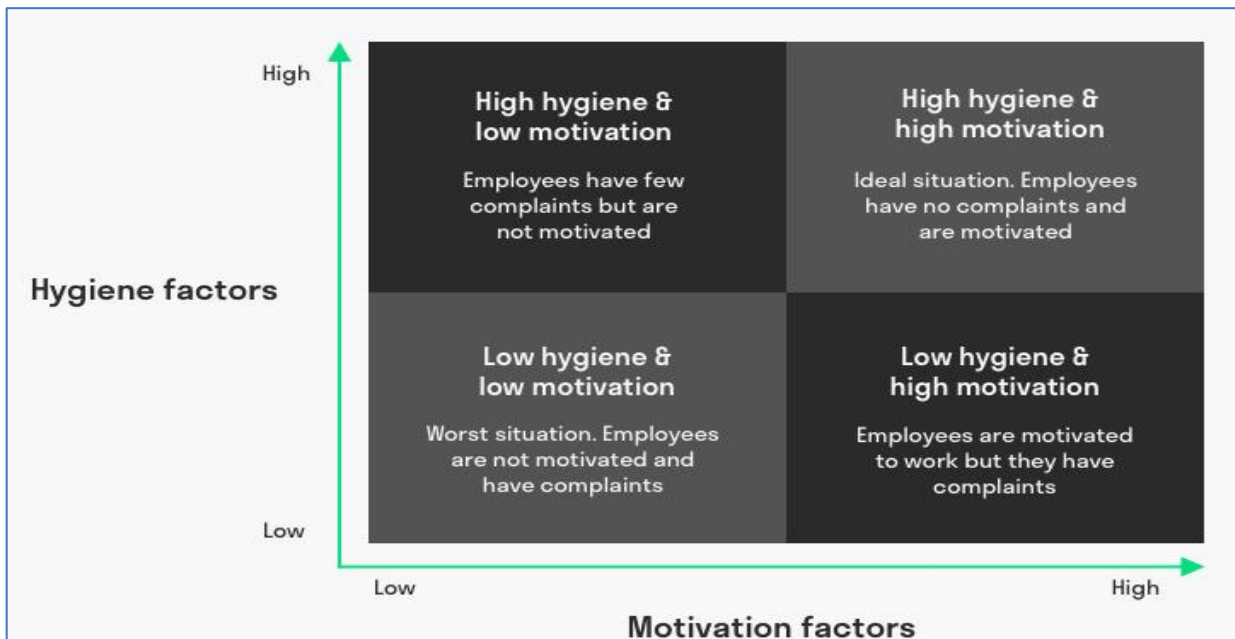 High
High hygiene &
low motivation
Employees have few
complaints but are
not motivated
High hygiene &
high motivation
Ideal situation. Employees
have no complaints and
are motivated
Hygiene factors
Low hygiene &
low motivation
Worst situation. Employees
are not motivated and
have complaints
Low hygiene &
high motivation
Employees are motivated
to work but they have
complaints
Low
Low
High
Motivation factors